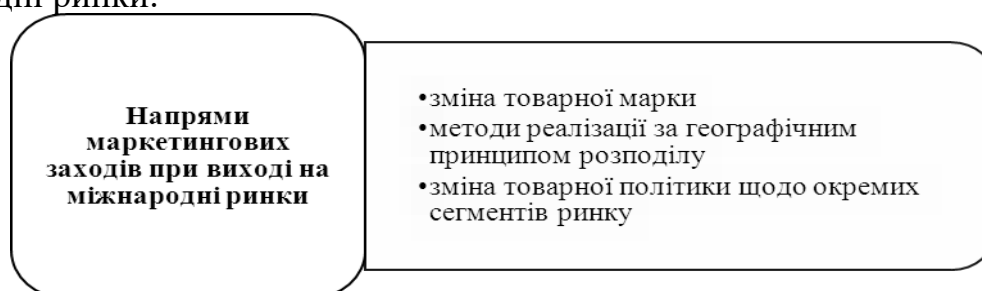 ринки.
Напрями
маркетингових
заходів при виході на
міжнародні ринки
•зміна товарної марки
•методи реалізації за географічним
принципом розподілу
•зміна товарної політики щодо окремих
сегментів ринку